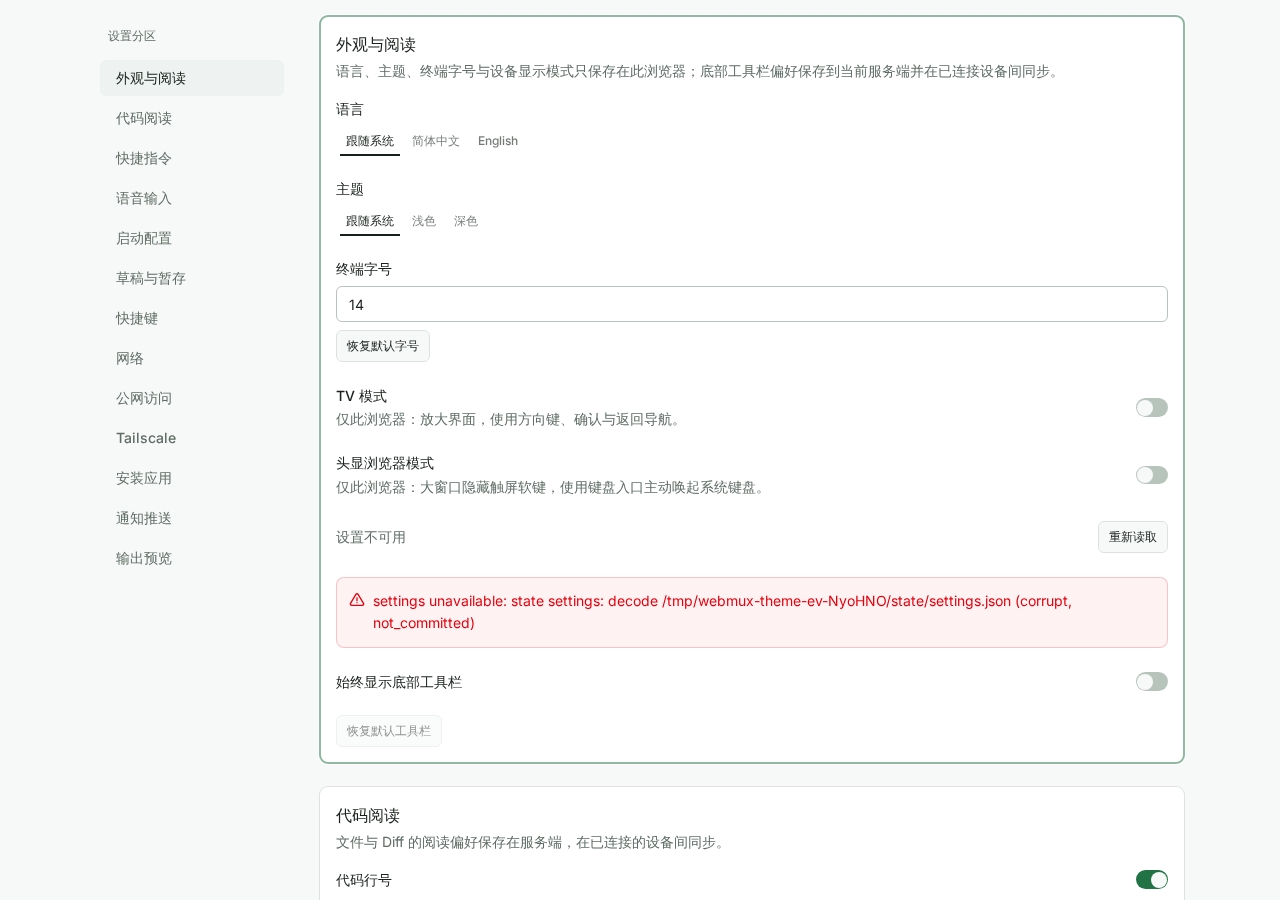 设置分区
外观与阅读
代码阅读
快捷指令
语音输入
启动配置
草稿与暂存
快捷键
网络
公网访问
Tailscale
安装应用
通知推送
输出预览
外观与阅读
语言、主题、终端字号与设备显示模式只保存在此浏览器；底部工具栏偏好保存到当前服务端并在已连接设备间同步。
语言
跟随系统 简体中文 English
主题
跟随系统 浅色 深色
终端字号
14
恢复默认字号
TV 模式
仅此浏览器：放大界面，使用方向键、确认与返回导航。
头显浏览器模式
仅此浏览器：大窗口隐藏触屏软键，使用键盘入口主动唤起系统键盘。
设置不可用
重新读取
settings unavailable: state settings: decode /tmp/webmux-theme-ev-NyoHNO/state/settings.json (corrupt,
not_committed)
始终显示底部工具栏
恢复默认工具栏
代码阅读
文件与 Diff 的阅读偏好保存在服务端，在已连接的设备间同步。
代码行号